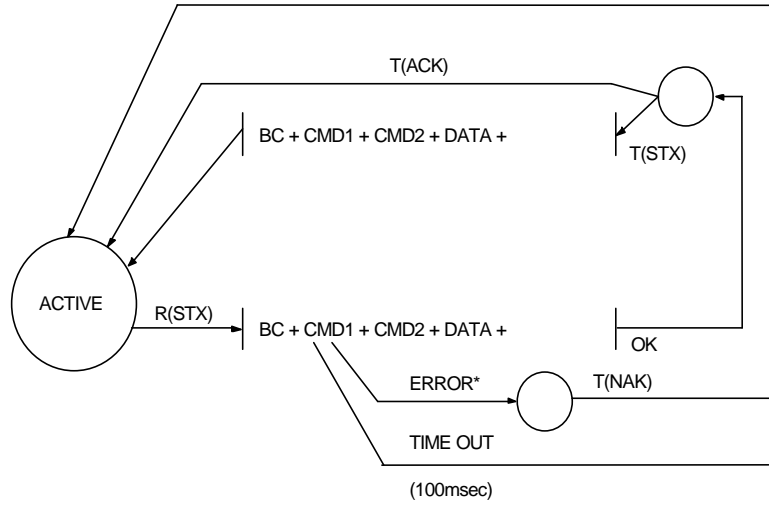 T(ACK)
BC + CMD1 + CMD2 + DATA +
T(STX)
ACTIVE
R(STX)
BC + CMD1 + CMD2 + DATA +
OK
ERROR*
T(NAK)
TIME OUT
(100msec)